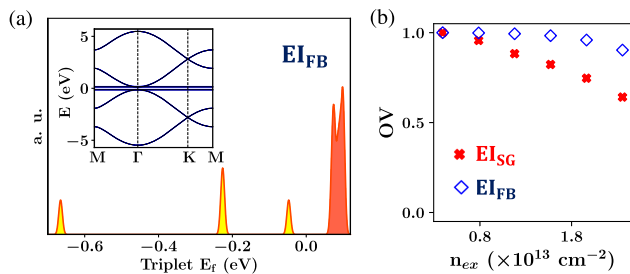 (a)
EI_FB
5
0
−5
E (eV)
M Γ K M
a. u.
−0.6 −0.4 −0.2 0.0
Triplet E_f (eV)
(b)
1.0
0.5
0.0
OV
EI_SG
EI_FB
0.8 1.8
n_ex (×10^13 cm^−2)